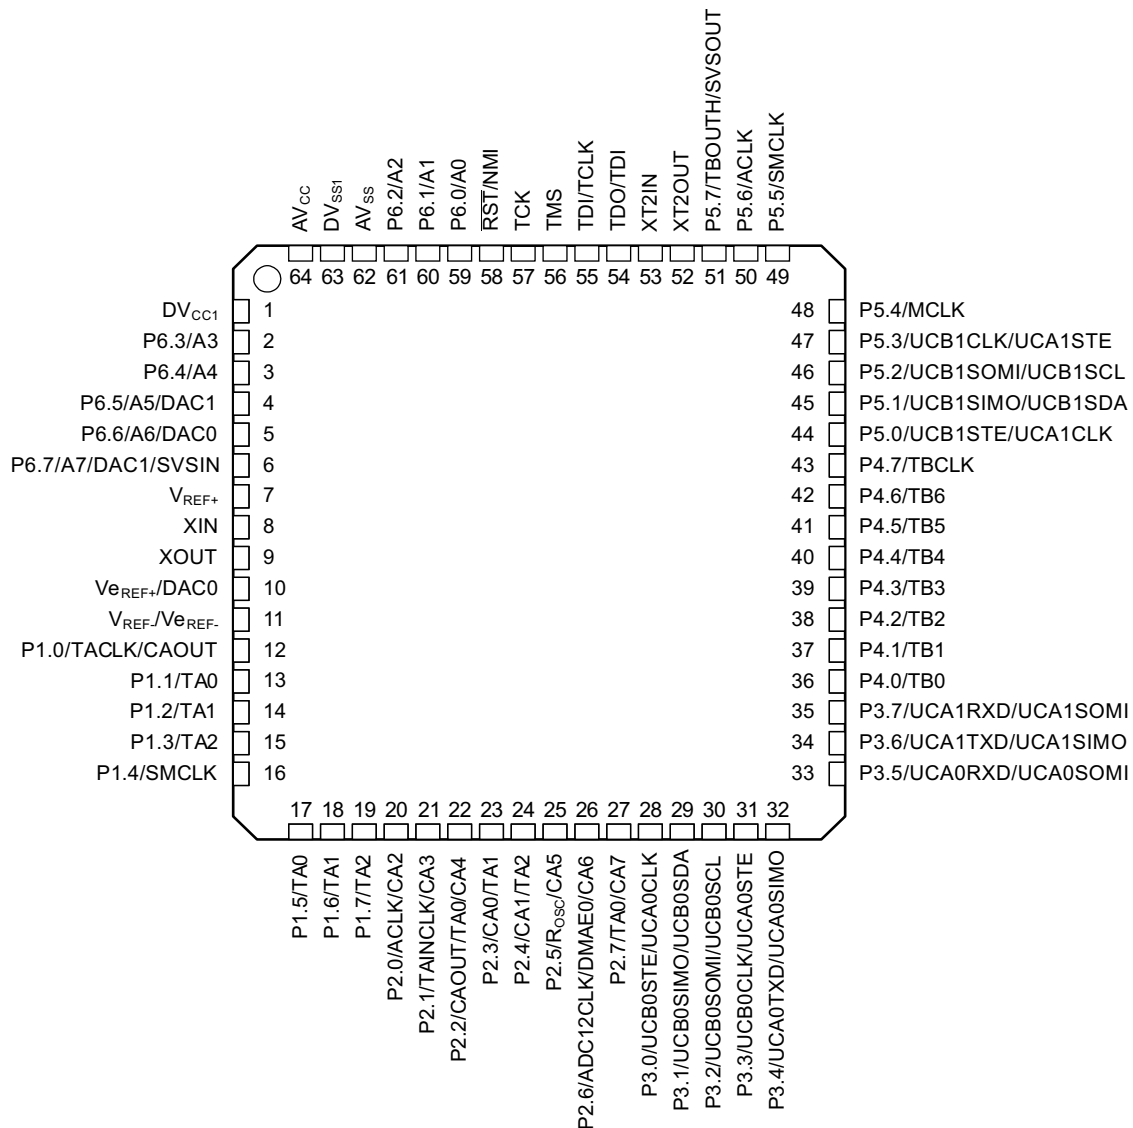 AVCC
DVSS1
AVSS
P6.2/A2
P6.1/A1
P6.0/A0
RST/NMI
TCK
TMS
TDI/TCLK
TDO/TDI
XT2IN
XT2OUT
P5.7/TBOUTH/SVSOUT
P5.6/ACLK
P5.5/SMCLK
64 63 62 61 60 59 58 57 56 55 54 53 52 51 50 49
DVCC1 1
P6.3/A3 2
P6.4/A4 3
P6.5/A5/DAC1 4
P6.6/A6/DAC0 5
P6.7/A7/DAC1/SVSIN 6
VREF+ 7
XIN 8
XOUT 9
VeREF+/DAC0 10
VREF-/VeREF- 11
P1.0/TACLK/CAOUT 12
P1.1/TA0 13
P1.2/TA1 14
P1.3/TA2 15
P1.4/SMCLK 16
48 P5.4/MCLK
47 P5.3/UCB1CLK/UCA1STE
46 P5.2/UCB1SOMI/UCB1SCL
45 P5.1/UCB1SIMO/UCB1SDA
44 P5.0/UCB1STE/UCA1CLK
43 P4.7/TBCLK
42 P4.6/TB6
41 P4.5/TB5
40 P4.4/TB4
39 P4.3/TB3
38 P4.2/TB2
37 P4.1/TB1
36 P4.0/TB0
35 P3.7/UCA1RXD/UCA1SOMI
34 P3.6/UCA1TXD/UCA1SIMO
33 P3.5/UCA0RXD/UCA0SOMI
17 18 19 20 21 22 23 24 25 26 27 28 29 30 31 32
P1.5/TA0
P1.6/TA1
P1.7/TA2
P2.0/ACLK/CA2
P2.1/TAINCLK/CA3
P2.2/CAOUT/TA0/CA4
P2.3/CA0/TA1
P2.4/CA1/TA2
P2.5/ROSC/CA5
P2.6/ADC12CLK/DMAE0/CA6
P2.7/TA0/CA7
P3.0/UCB0STE/UCA0CLK
P3.1/UCB0SIMO/UCB0SDA
P3.2/UCB0SOMI/UCB0SCL
P3.3/UCB0CLK/UCA0STE
P3.4/UCA0TXD/UCA0SIMO